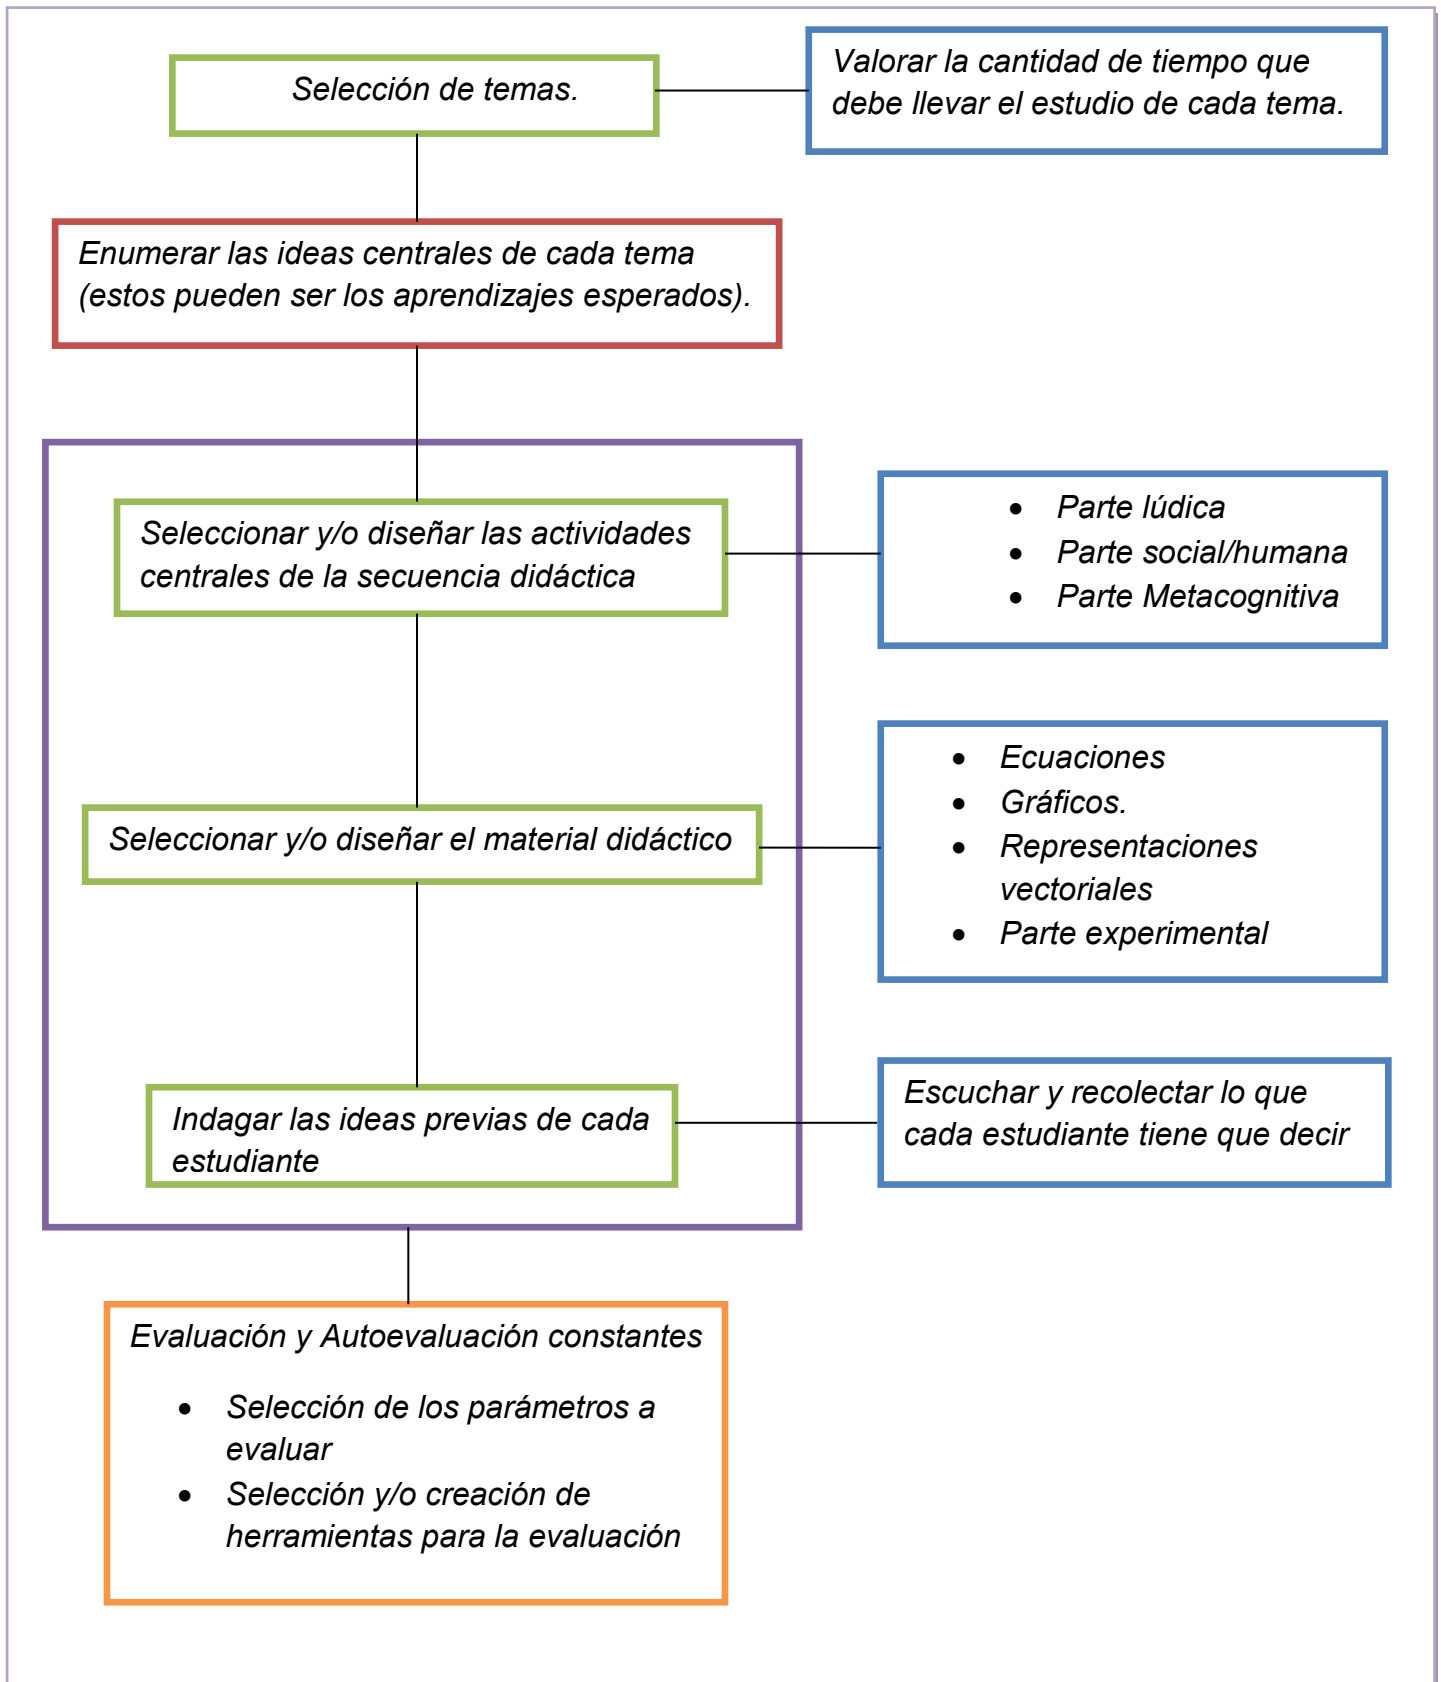 Selección de temas.
Valorar la cantidad de tiempo que
debe llevar el estudio de cada tema.
Enumerar las ideas centrales de cada tema
(estos pueden ser los aprendizajes esperados).
Seleccionar y/o diseñar las actividades
centrales de la secuencia didáctica
• Parte lúdica
• Parte social/humana
• Parte Metacognitiva
Seleccionar y/o diseñar el material didáctico
• Ecuaciones
• Gráficos.
• Representaciones
vectoriales
• Parte experimental
Indagar las ideas previas de cada
estudiante
Escuchar y recolectar lo que
cada estudiante tiene que decir
Evaluación y Autoevaluación constantes
• Selección de los parámetros a
evaluar
• Selección y/o creación de
herramientas para la evaluación